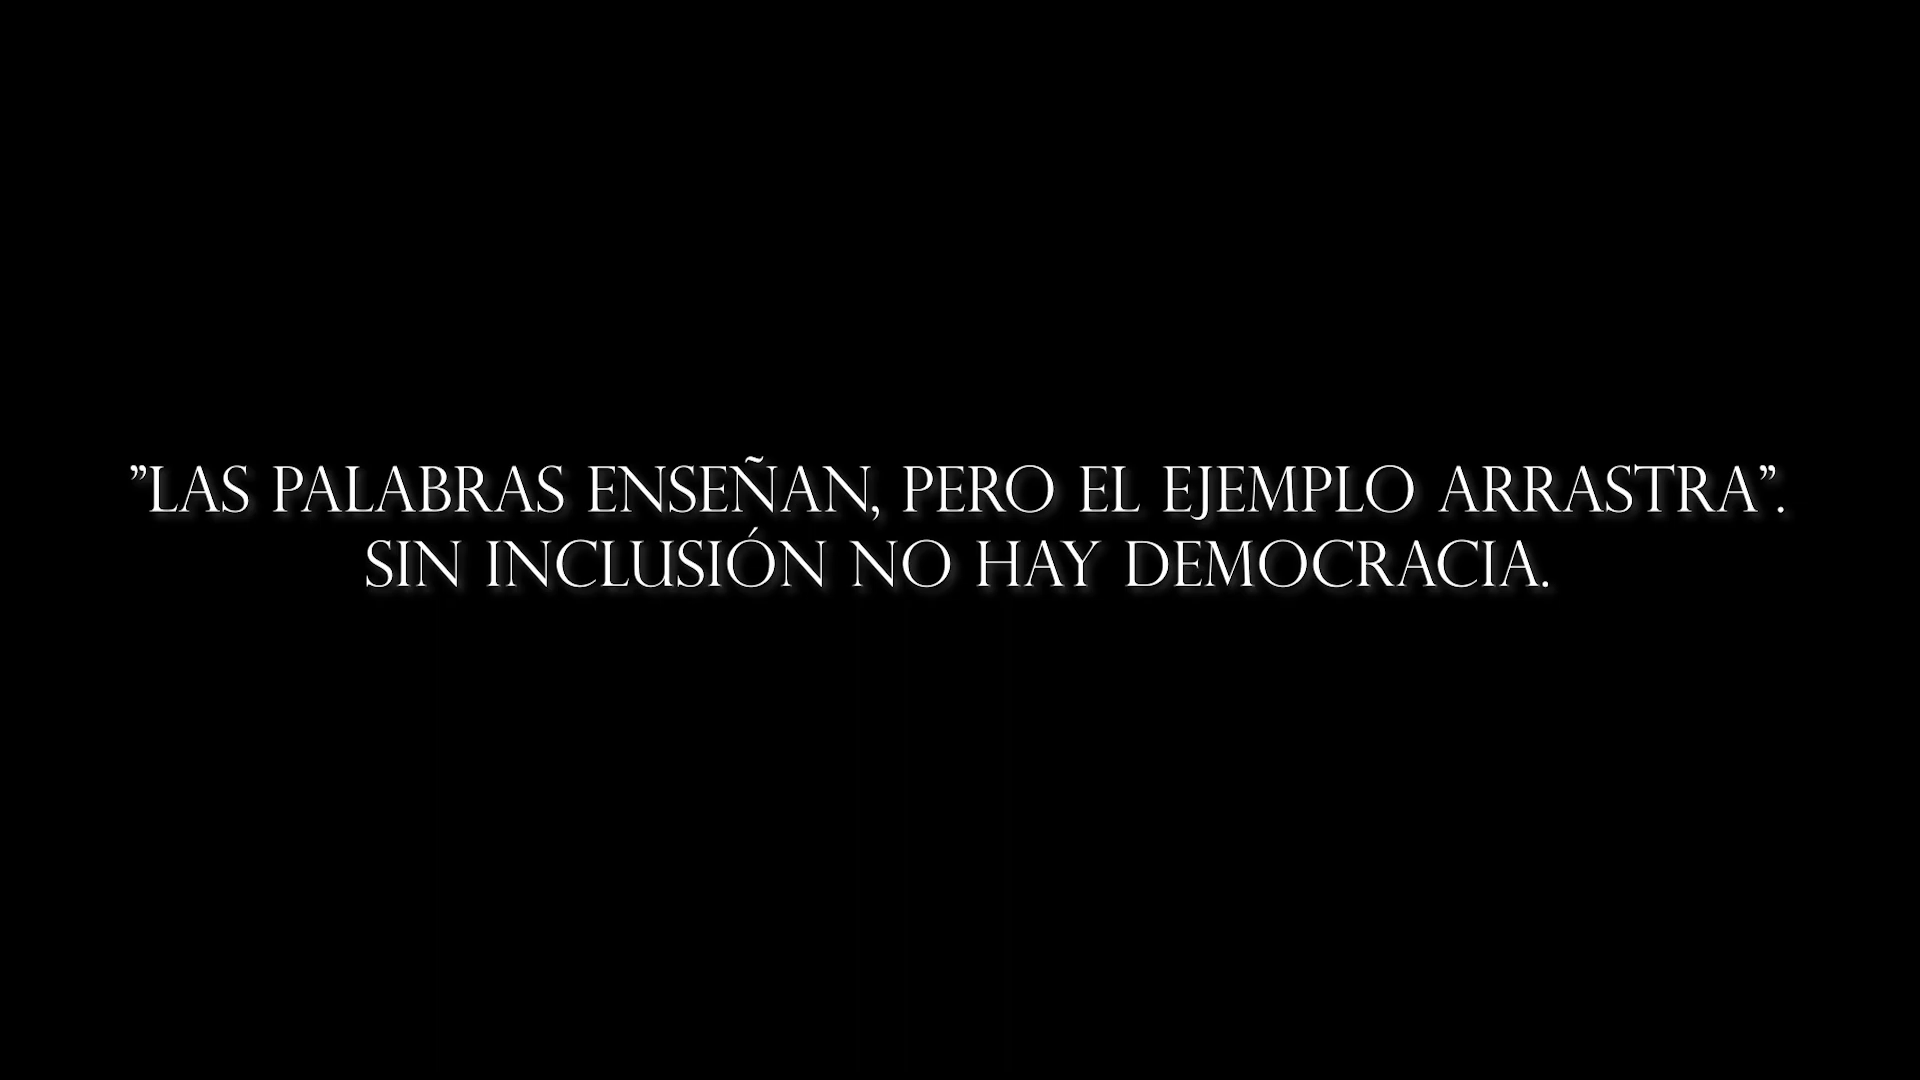 ”LAS PALABRAS ENSEÑAN, PERO EL EJEMPLO ARRASTRA”.
SIN INCLUSIÓN NO HAY DEMOCRACIA.